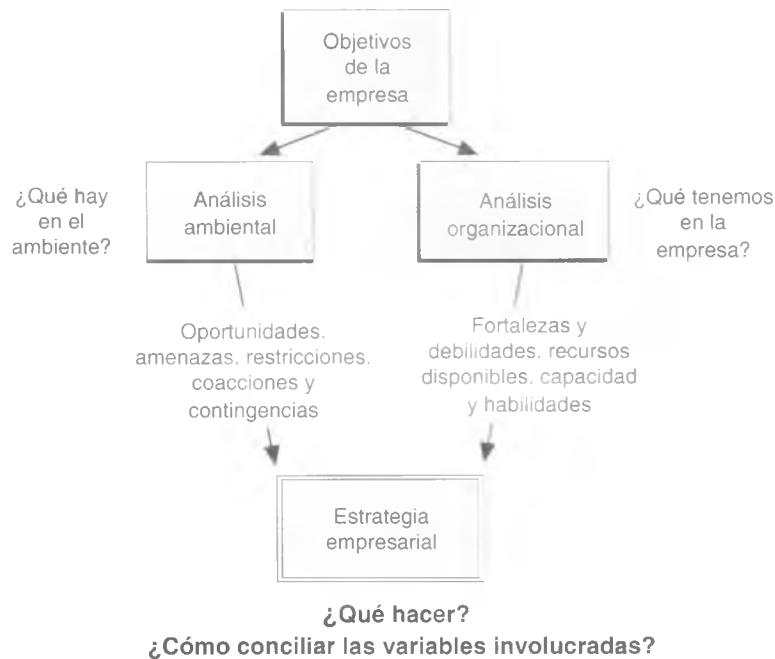 Objetivos
de la
empresa
¿Qué hay
en el
ambiente?
Análisis
ambiental
Análisis
organizacional
¿Qué tenemos
en la
empresa?
Oportunidades.
amenazas. restricciones.
coacciones y
contingencias
Fortalezas y
debilidades. recursos
disponibles. capacidad
y habilidades
Estrategia
empresarial
¿Qué hacer?
¿Cómo conciliar las variables involucradas?